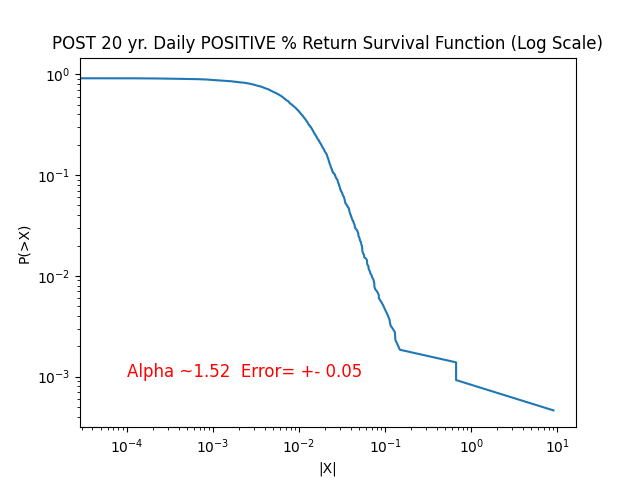 POST 20 yr. Daily POSITIVE % Return Survival Function (Log Scale)
10⁰
10⁻¹
10⁻²
10⁻³
P(>X)
Alpha ~1.52  Error= +- 0.05
10⁻⁴ 10⁻³ 10⁻² 10⁻¹ 10⁰ 10¹
|X|